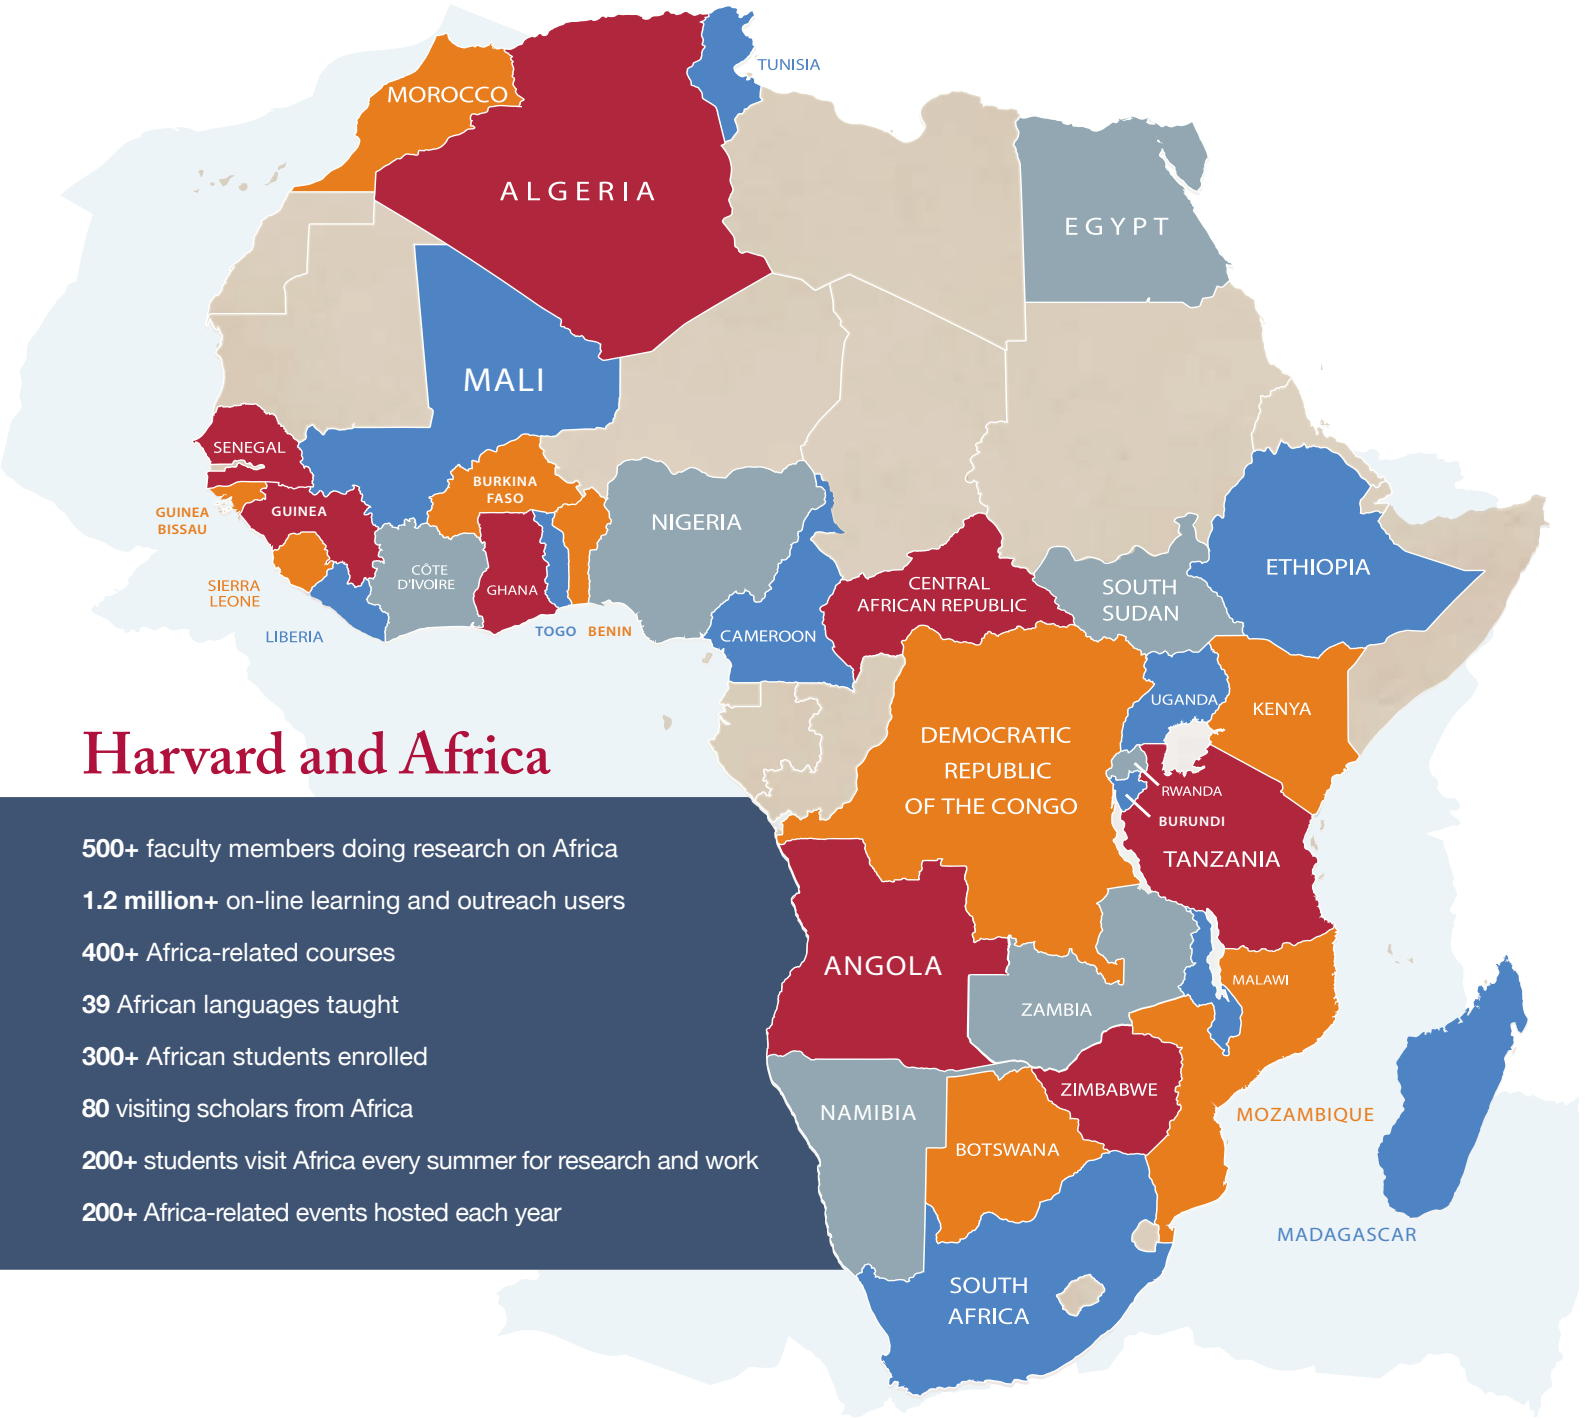 TUNISIA
MOROCCO
ALGERIA
EGYPT
MALI
SENEGAL
BURKINA
FASO
GUINEA
BISSAU
GUINEA
NIGERIA
CÔTE
D'IVOIRE
GHANA
SIERRA
LEONE
LIBERIA
TOGO
BENIN
CAMEROON
CENTRAL
AFRICAN REPUBLIC
SOUTH
SUDAN
ETHIOPIA
UGANDA
KENYA
DEMOCRATIC
REPUBLIC
OF THE CONGO
RWANDA
BURUNDI
TANZANIA
ANGOLA
ZAMBIA
MALAWI
NAMIBIA
ZIMBABWE
BOTSWANA
MOZAMBIQUE
MADAGASCAR
SOUTH
AFRICA
Harvard and Africa
500+ faculty members doing research on Africa
1.2 million+ on-line learning and outreach users
400+ Africa-related courses
39 African languages taught
300+ African students enrolled
80 visiting scholars from Africa
200+ students visit Africa every summer for research and work
200+ Africa-related events hosted each year